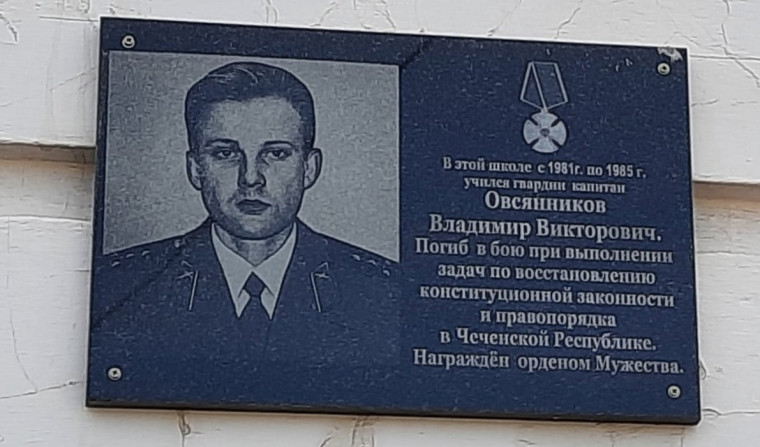 В этой школе с 1981г. по 1985 г.
учился гвардии капитан
Овсянников
Владимир Викторович.
Погиб в бою при выполнении
задач по восстановлению
конституционной законности
и правопорядка
в Чеченской Республике.
Награждён орденом Мужества.